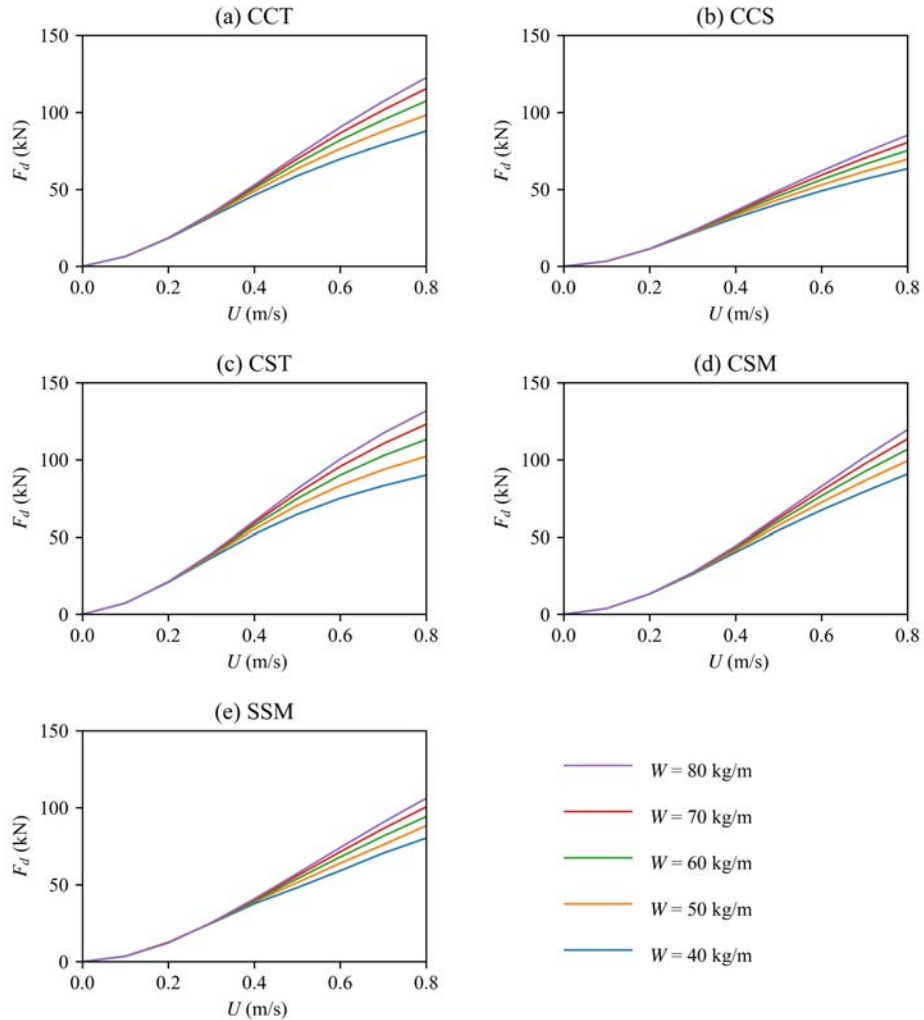 (a) CCT
150
100
50
0
F_d (kN)
0.0 0.2 0.4 0.6 0.8
U (m/s)
(b) CCS
150
100
50
0
F_d (kN)
0.0 0.2 0.4 0.6 0.8
U (m/s)
(c) CST
150
100
50
0
F_d (kN)
0.0 0.2 0.4 0.6 0.8
U (m/s)
(d) CSM
150
100
50
0
F_d (kN)
0.0 0.2 0.4 0.6 0.8
U (m/s)
(e) SSM
150
100
50
0
F_d (kN)
0.0 0.2 0.4 0.6 0.8
U (m/s)
W = 80 kg/m
W = 70 kg/m
W = 60 kg/m
W = 50 kg/m
W = 40 kg/m